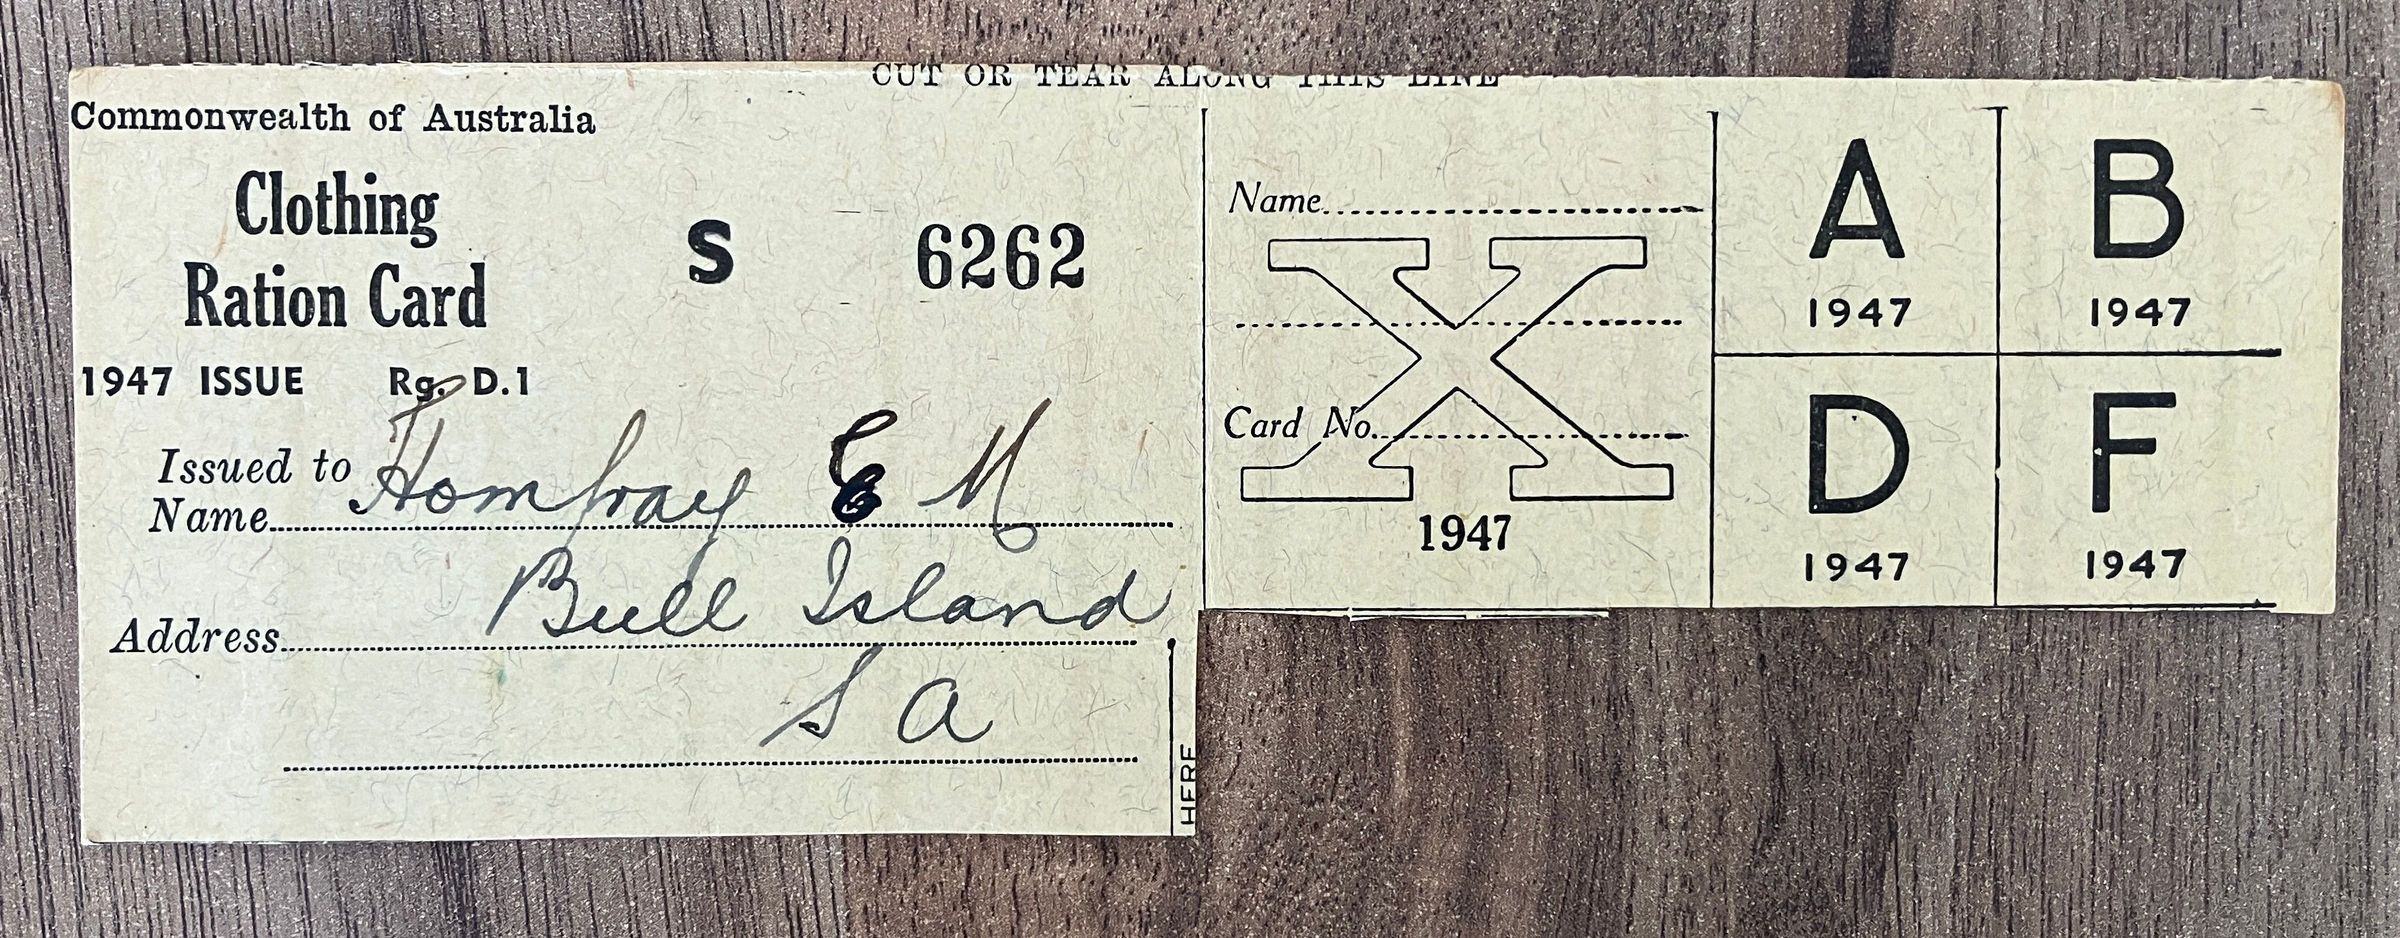 CUT OR TEAR ALONG THIS LINE
Commonwealth of Australia
Clothing
Ration Card
S 6262
1947 ISSUE Rg. D.1
Issued to
Name Homfray E M
Address Bull Island
S A
HERE
Name
Card No.
X
1947
A
1947
B
1947
D
1947
F
1947